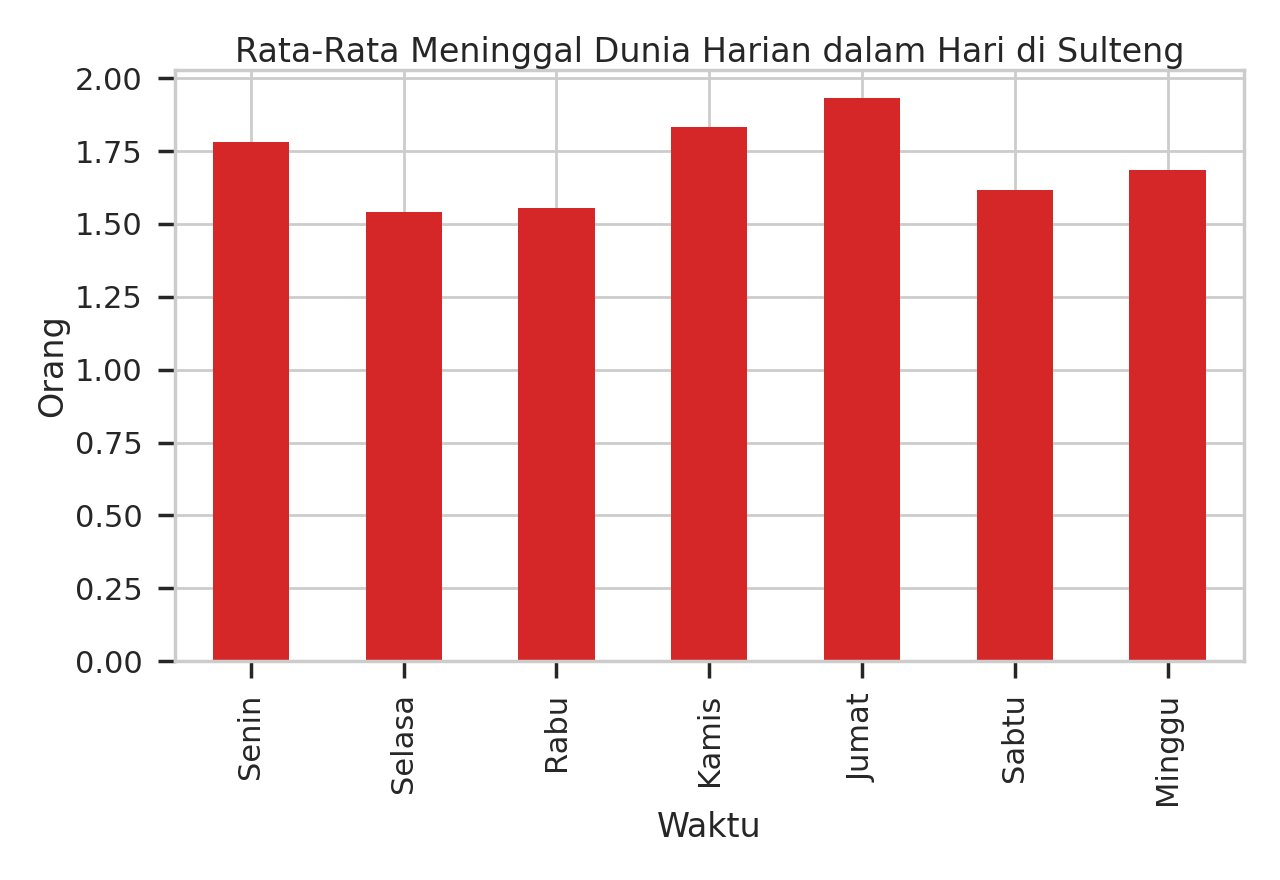 Rata-Rata Meninggal Dunia Harian dalam Hari di Sulteng
2.00
1.75
1.50
1.25
1.00
0.75
0.50
0.25
0.00
Orang
Senin
Selasa
Rabu
Kamis
Jumat
Sabtu
Minggu
Waktu